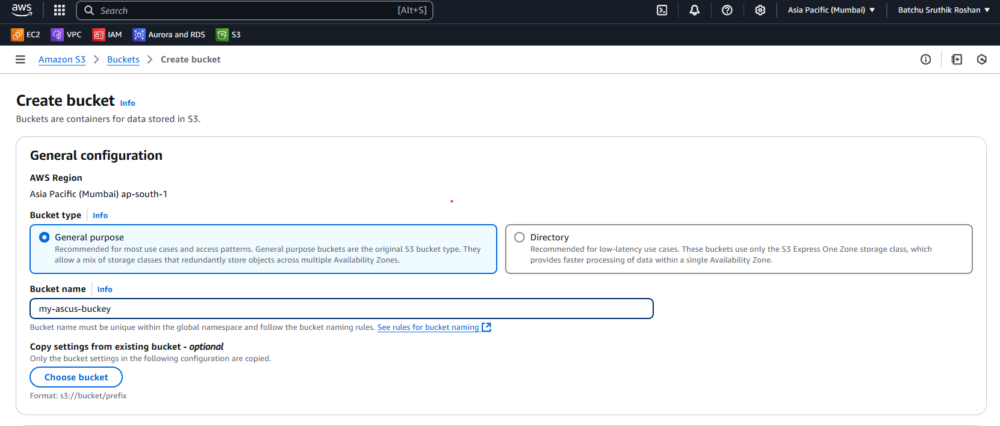 aws
Search
[Alt+S]
Asia Pacific (Mumbai)
Batchu Sruthik Roshan
EC2
VPC
IAM
Aurora and RDS
S3
Amazon S3 > Buckets > Create bucket
Create bucket Info
Buckets are containers for data stored in S3.
General configuration
AWS Region
Asia Pacific (Mumbai) ap-south-1
Bucket type Info
General purpose
Recommended for most use cases and access patterns. General purpose buckets are the original S3 bucket type. They
allow a mix of storage classes that redundantly store objects across multiple Availability Zones.
Directory
Recommended for low-latency use cases. These buckets use only the S3 Express One Zone storage class, which
provides faster processing of data within a single Availability Zone.
Bucket name Info
my-ascus-buckey
Bucket name must be unique within the global namespace and follow the bucket naming rules. See rules for bucket naming
Copy settings from existing bucket - optional
Only the bucket settings in the following configuration are copied.
Choose bucket
Format: s3://bucket/prefix